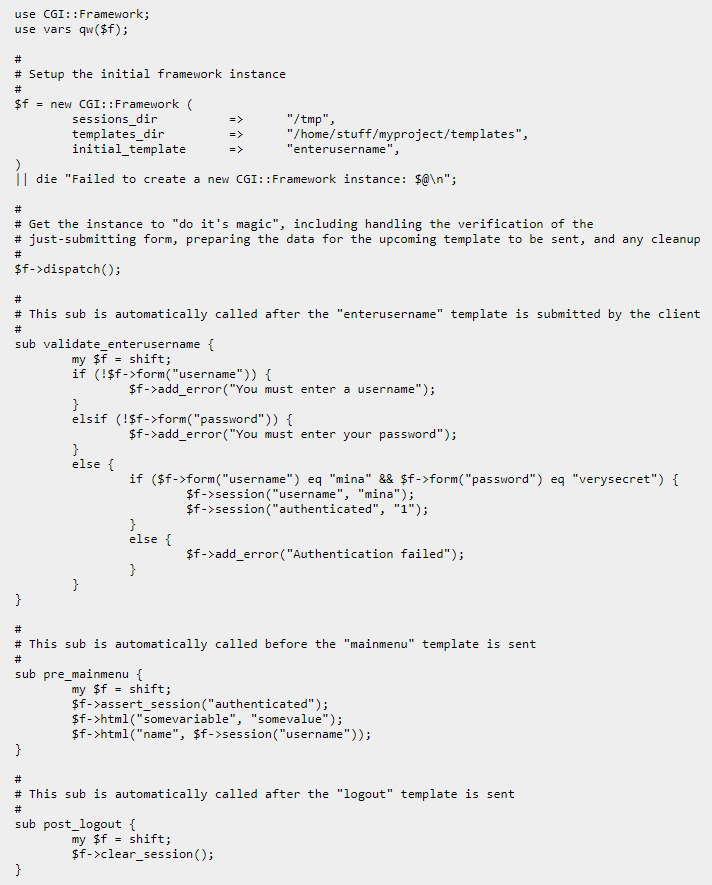 use CGI::Framework;
use vars qw($f);

#
# Setup the initial framework instance
#
$f = new CGI::Framework (
        sessions_dir          =>      "/tmp",
        templates_dir         =>      "/home/stuff/myproject/templates",
        initial_template      =>      "enterusername",
)
|| die "Failed to create a new CGI::Framework instance: $@\n";

#
# Get the instance to "do it's magic", including handling the verification of the
# just-submitting form, preparing the data for the upcoming template to be sent, and any cleanup
#
$f->dispatch();

#
# This sub is automatically called after the "enterusername" template is submitted by the client
#
sub validate_enterusername {
        my $f = shift;
        if (!$f->form("username")) {
                $f->add_error("You must enter a username");
        }
        elsif (!$f->form("password")) {
                $f->add_error("You must enter your password");
        }
        else {
                if ($f->form("username") eq "mina" && $f->form("password") eq "verysecret") {
                        $f->session("username", "mina");
                        $f->session("authenticated", "1");
                }
                else {
                        $f->add_error("Authentication failed");
                }
        }
}

#
# This sub is automatically called before the "mainmenu" template is sent
#
sub pre_mainmenu {
        my $f = shift;
        $f->assert_session("authenticated");
        $f->html("somevariable", "somevalue");
        $f->html("name", $f->session("username"));
}

#
# This sub is automatically called after the "logout" template is sent
#
sub post_logout {
        my $f = shift;
        $f->clear_session();
}